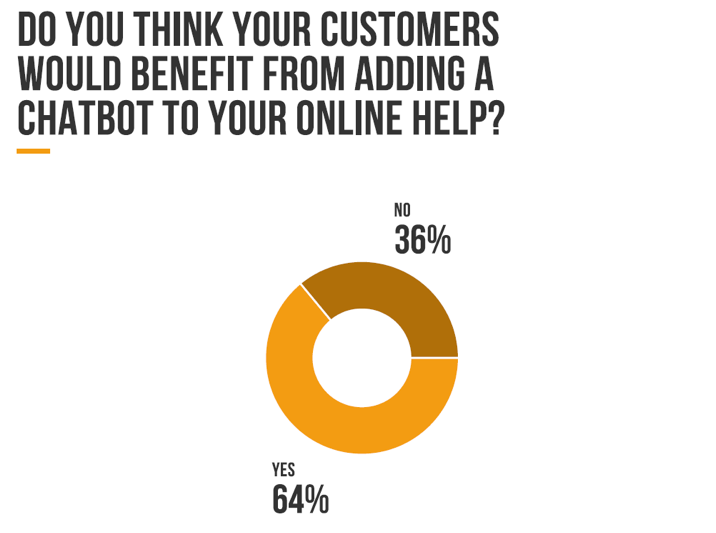 DO YOU THINK YOUR CUSTOMERS
WOULD BENEFIT FROM ADDING A
CHATBOT TO YOUR ONLINE HELP?
NO
36%
YES
64%